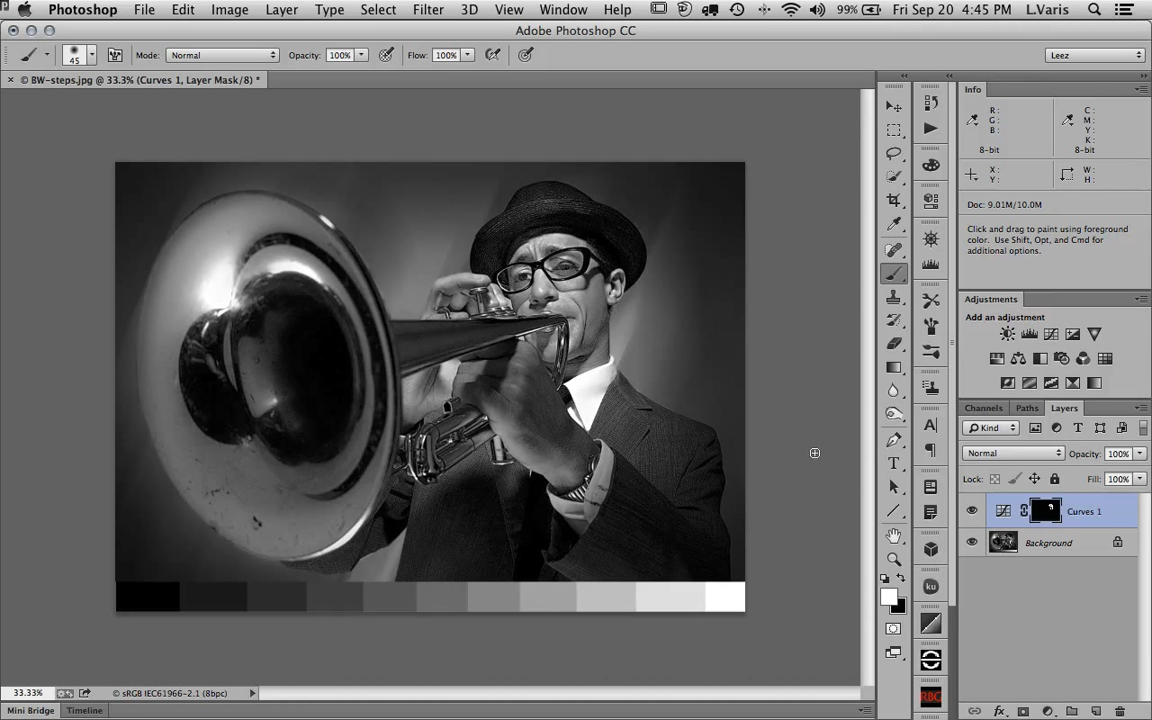 Photoshop File Edit Image Layer Type Select Filter 3D View Window Help 99% Fri Sep 20 4:45 PM L.Varis
Adobe Photoshop CC
45 Mode: Normal Opacity: 100% Flow: 100% Leez
× © BW-steps.jpg @ 33.3% (Curves 1, Layer Mask/8) *
Info
R: C:
G: M:
B: Y:
K:
8-bit 8-bit
X: W:
Y: H:
Doc: 9.01M/10.0M
Click and drag to paint using foreground
color. Use Shift, Opt, and Cmd for
additional options.
Adjustments
Add an adjustment
Channels Paths Layers
Kind
Normal Opacity: 100%
Lock: Fill: 100%
Curves 1
Background
ku
RBG
33.33% © sRGB IEC61966-2.1 (8bpc)
Mini Bridge Timeline